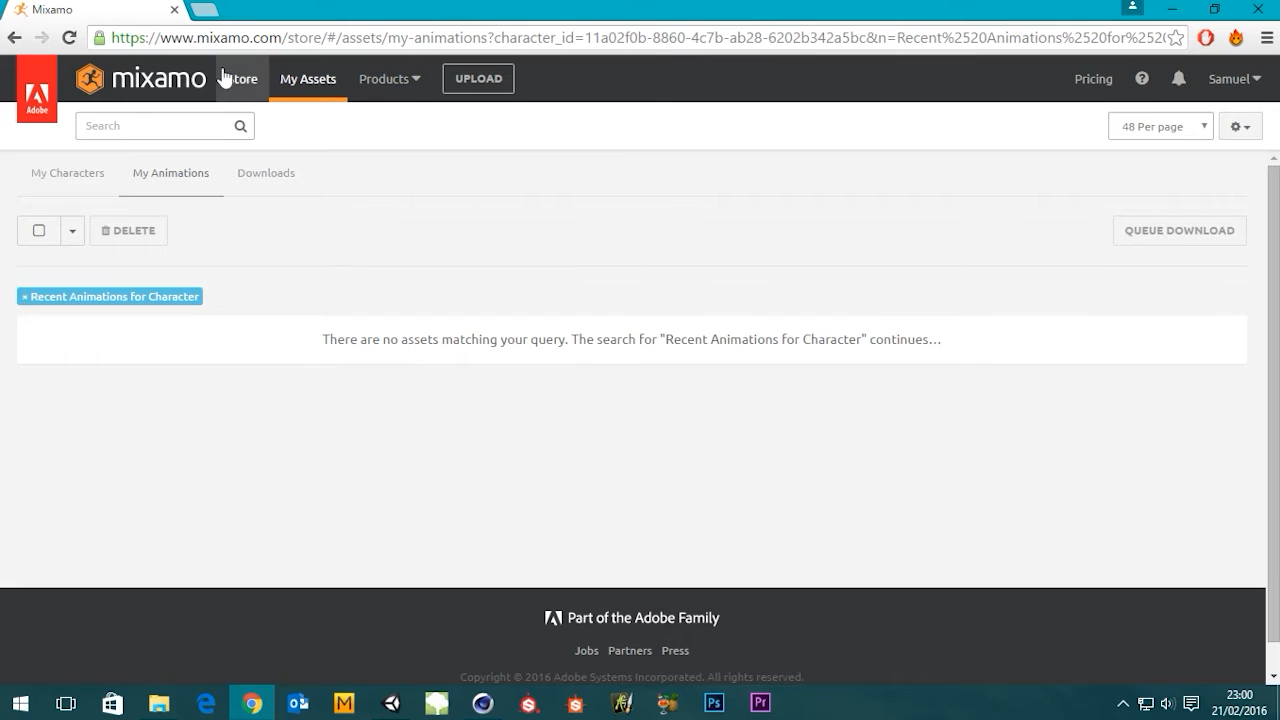 Mixamo
https://www.mixamo.com/store/#/assets/my-animations?character_id=11a02f0b-8860-4c7b-ab28-6202b342a5bc&n=Recent%2520Animations%2520for%2520(
Adobe mixamo Store My Assets Products UPLOAD Pricing Samuel
Search 48 Per page
My Characters My Animations Downloads
DELETE QUEUE DOWNLOAD
× Recent Animations for Character
There are no assets matching your query. The search for "Recent Animations for Character" continues...
Part of the Adobe Family
Jobs Partners Press
Copyright © 2016 Adobe Systems Incorporated. All rights reserved.
M Ps Pr 23:00
21/02/2016